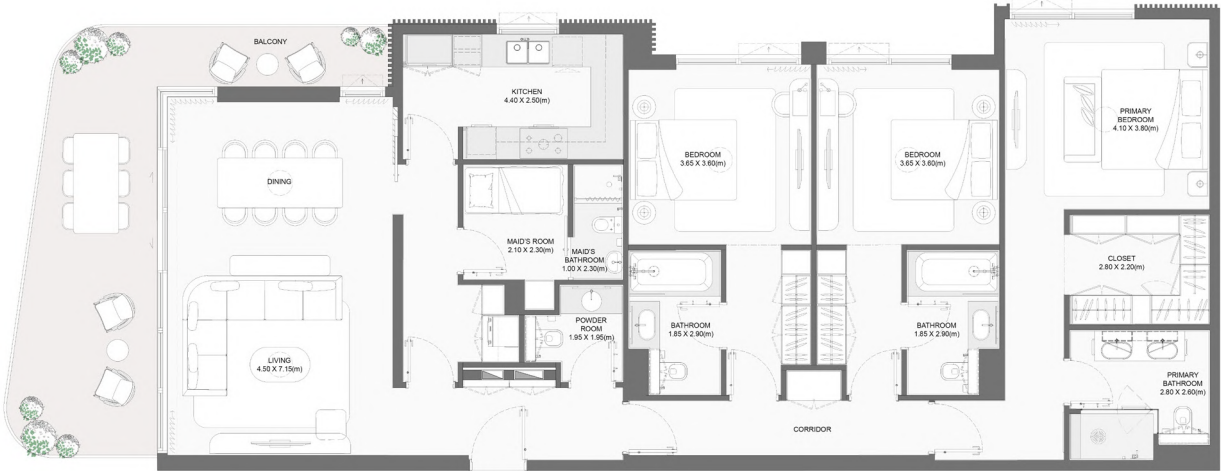 BALCONY
KITCHEN
4.40 X 2.50(m)
DINING
BEDROOM
3.65 X 3.60(m)
BEDROOM
3.65 X 3.60(m)
PRIMARY
BEDROOM
4.10 X 3.80(m)
MAID'S ROOM
2.10 X 2.30(m)
MAID'S
BATHROOM
1.00 X 2.30(m)
CLOSET
2.80 X 2.20(m)
POWDER
ROOM
1.95 X 1.95(m)
BATHROOM
1.85 X 2.90(m)
BATHROOM
1.85 X 2.90(m)
LIVING
4.50 X 7.15(m)
PRIMARY
BATHROOM
2.80 X 2.60(m)
CORRIDOR